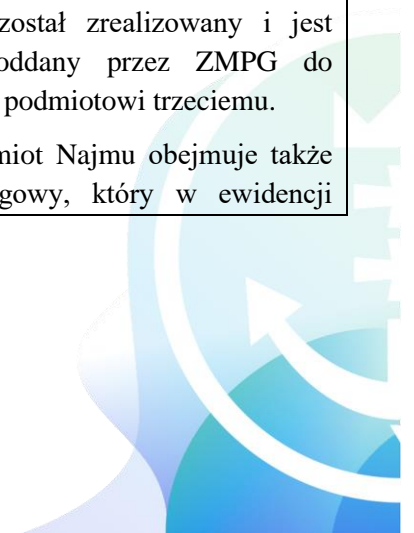 został zrealizowany i jest
oddany przez ZMPG do
podmiotowi trzeciemu.
miot Najmu obejmuje także
gowy, który w ewidencji